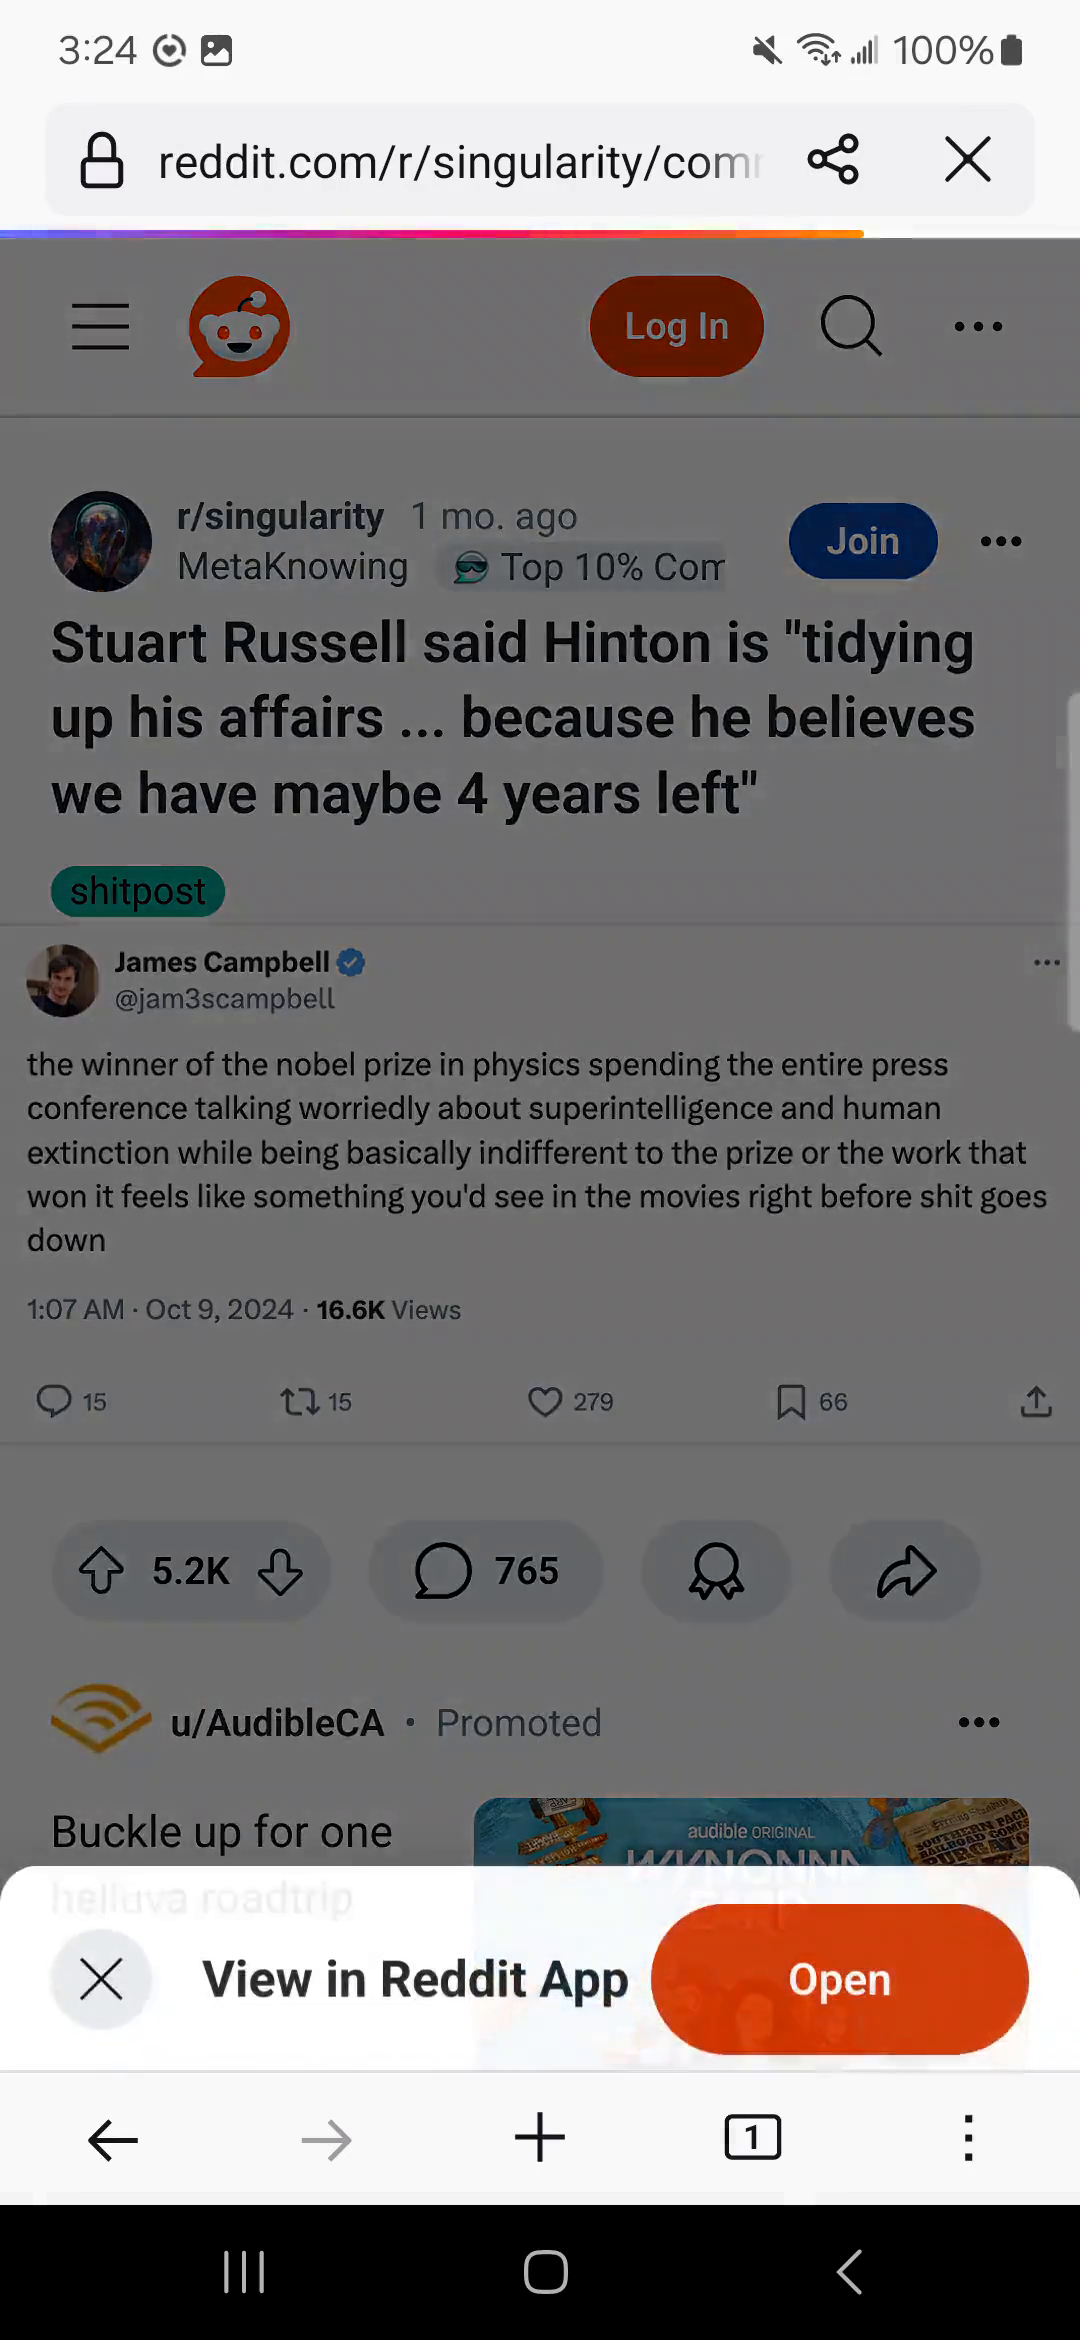 3:24
100%
reddit.com/r/singularity/com
Log In
r/singularity 1 mo. ago
Join
MetaKnowing Top 10% Com
Stuart Russell said Hinton is "tidying
up his affairs ... because he believes
we have maybe 4 years left"
shitpost
James Campbell
@jam3scampbell
the winner of the nobel prize in physics spending the entire press
conference talking worriedly about superintelligence and human
extinction while being basically indifferent to the prize or the work that
won it feels like something you'd see in the movies right before shit goes
down
1:07 AM · Oct 9, 2024 · 16.6K Views
15 15 279 66
5.2K 765
u/AudibleCA • Promoted
Buckle up for one
helluva roadtrip
audible ORIGINAL
WYNONNA
EARP
View in Reddit App
Open
1